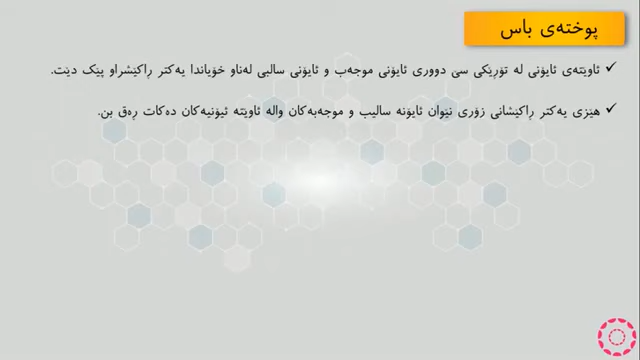 پوختەی باس
✓ ئاوێتەی ئایۆنی لە تۆڕێکی سێ دووری ئایۆنی موجەب و ئایۆنی سالبی لەناو خۆیاندا یەکتر ڕاکێشراو پێک دێت.
✓ هێزی یەکتر ڕاکێشانی زۆری نێوان ئایۆنە سالیب و موجەبەکان والە ئاوێتە ئیۆنیەکان دەکات ڕەق بن.